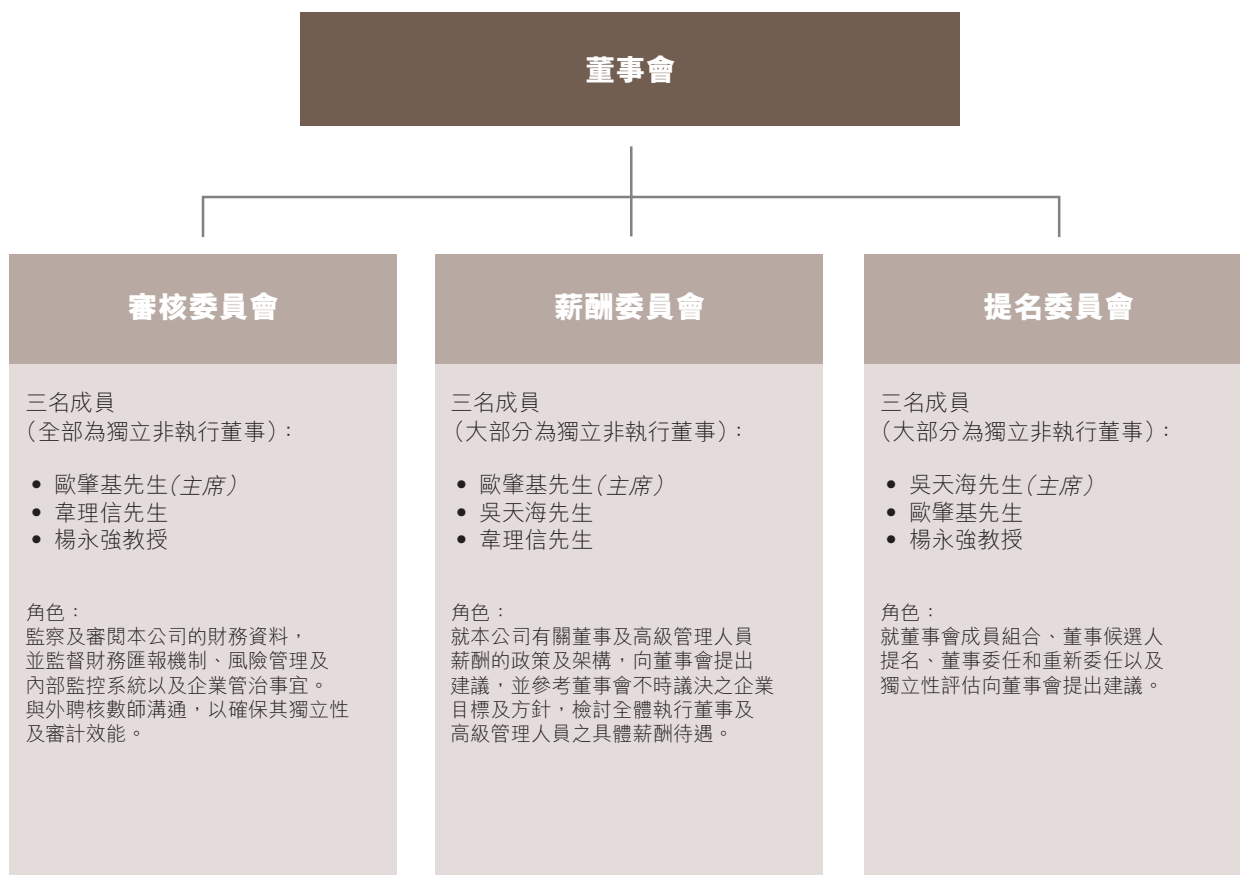 董事會
審核委員會
三名成員
（全部為獨立非執行董事）：
• 歐肇基先生（主席）
• 韋理信先生
• 楊永強教授
角色：
監察及審閱本公司的財務資料，
並監督財務匯報機制、風險管理及
內部監控系統以及企業管治事宜。
與外聘核數師溝通，以確保其獨立性
及審計效能。
薪酬委員會
三名成員
（大部分為獨立非執行董事）：
• 歐肇基先生（主席）
• 吳天海先生
• 韋理信先生
角色：
就本公司有關董事及高級管理人員
薪酬的政策及架構，向董事會提出
建議，並參考董事會不時議決之企業
目標及方針，檢討全體執行董事及
高級管理人員之具體薪酬待遇。
提名委員會
三名成員
（大部分為獨立非執行董事）：
• 吳天海先生（主席）
• 歐肇基先生
• 楊永強教授
角色：
就董事會成員組合、董事候選人
提名、董事委任和重新委任以及
獨立性評估向董事會提出建議。